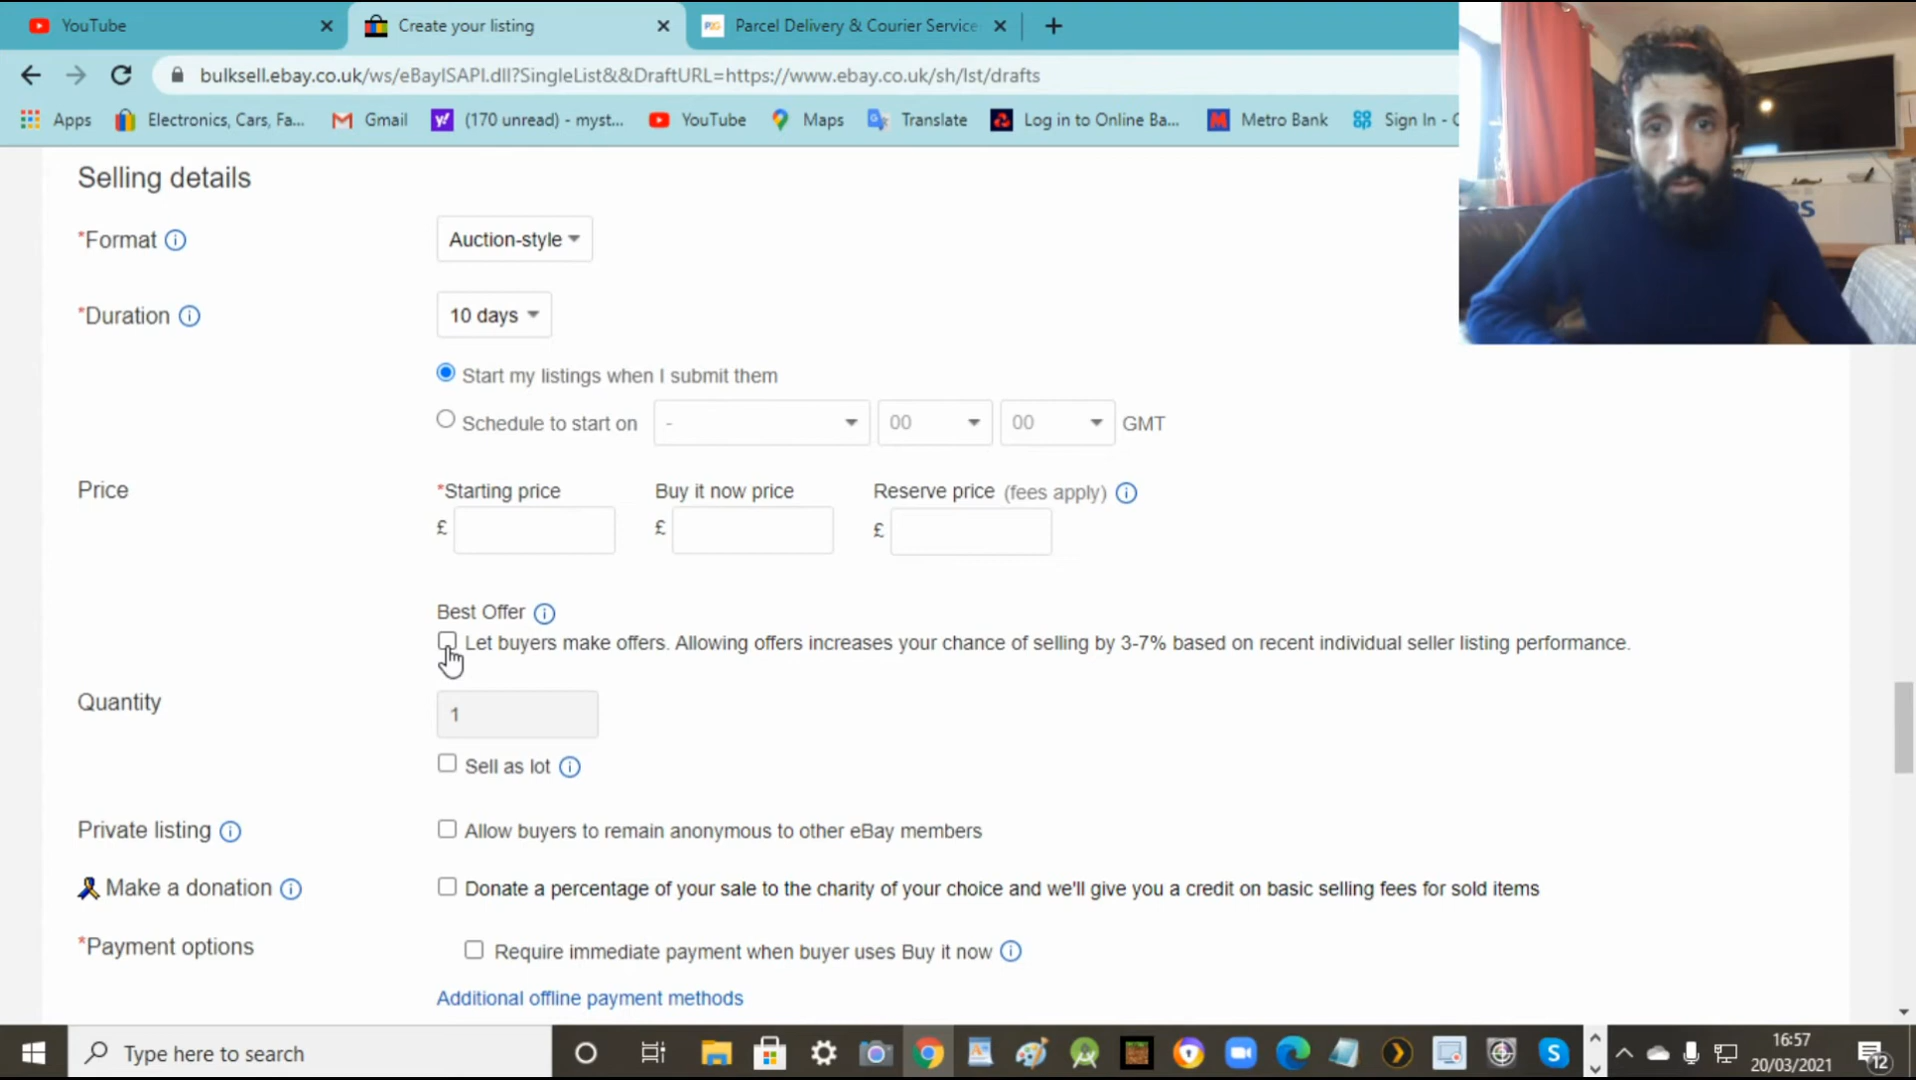 YouTube
Create your listing
Parcel Delivery & Courier Service
bulksell.ebay.co.uk/ws/eBayISAPI.dll?SingleList&&DraftURL=https://www.ebay.co.uk/sh/lst/drafts
Apps Electronics, Cars, Fa... Gmail (170 unread) - myst... YouTube Maps Translate Log in to Online Ba... Metro Bank Sign In -
Selling details
*Format Auction-style
*Duration 10 days
Start my listings when I submit them
Schedule to start on - 00 00 GMT
Price *Starting price Buy it now price Reserve price (fees apply)
£ £ £
Best Offer
Let buyers make offers. Allowing offers increases your chance of selling by 3-7% based on recent individual seller listing performance.
Quantity 1
Sell as lot
Private listing Allow buyers to remain anonymous to other eBay members
Make a donation Donate a percentage of your sale to the charity of your choice and we'll give you a credit on basic selling fees for sold items
*Payment options Require immediate payment when buyer uses Buy it now
Additional offline payment methods
Type here to search
16:57
20/03/2021
12